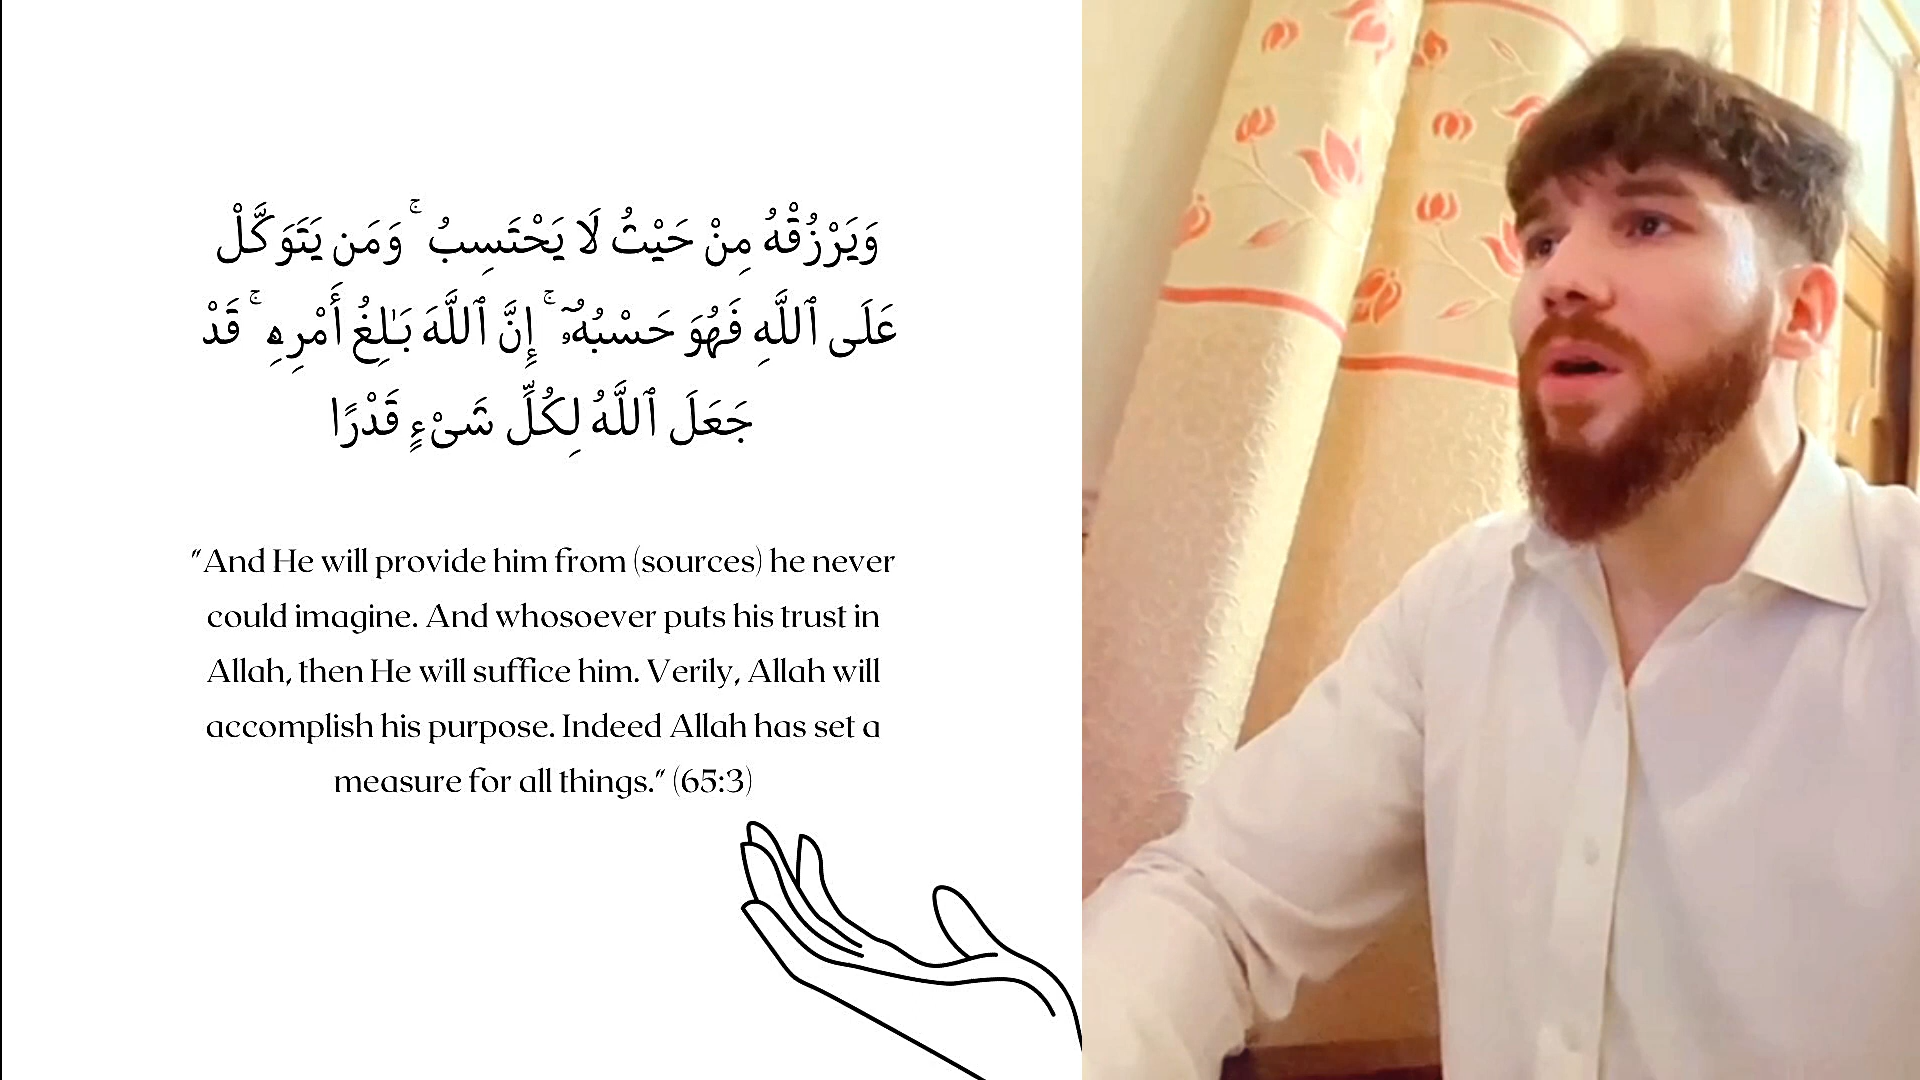 وَيَرْزُقْهُ مِنْ حَيْثُ لَا يَحْتَسِبُ ۚ وَمَن يَتَوَكَّلْ
عَلَى ٱللَّهِ فَهُوَ حَسْبُهُۥٓ ۚ إِنَّ ٱللَّهَ بَـٰلِغُ أَمْرِهِۦ ۚ قَدْ
جَعَلَ ٱللَّهُ لِكُلِّ شَىْءٍ قَدْرًا
"And He will provide him from (sources) he never
could imagine. And whosoever puts his trust in
Allah, then He will suffice him. Verily, Allah will
accomplish his purpose. Indeed Allah has set a
measure for all things." (65:3)